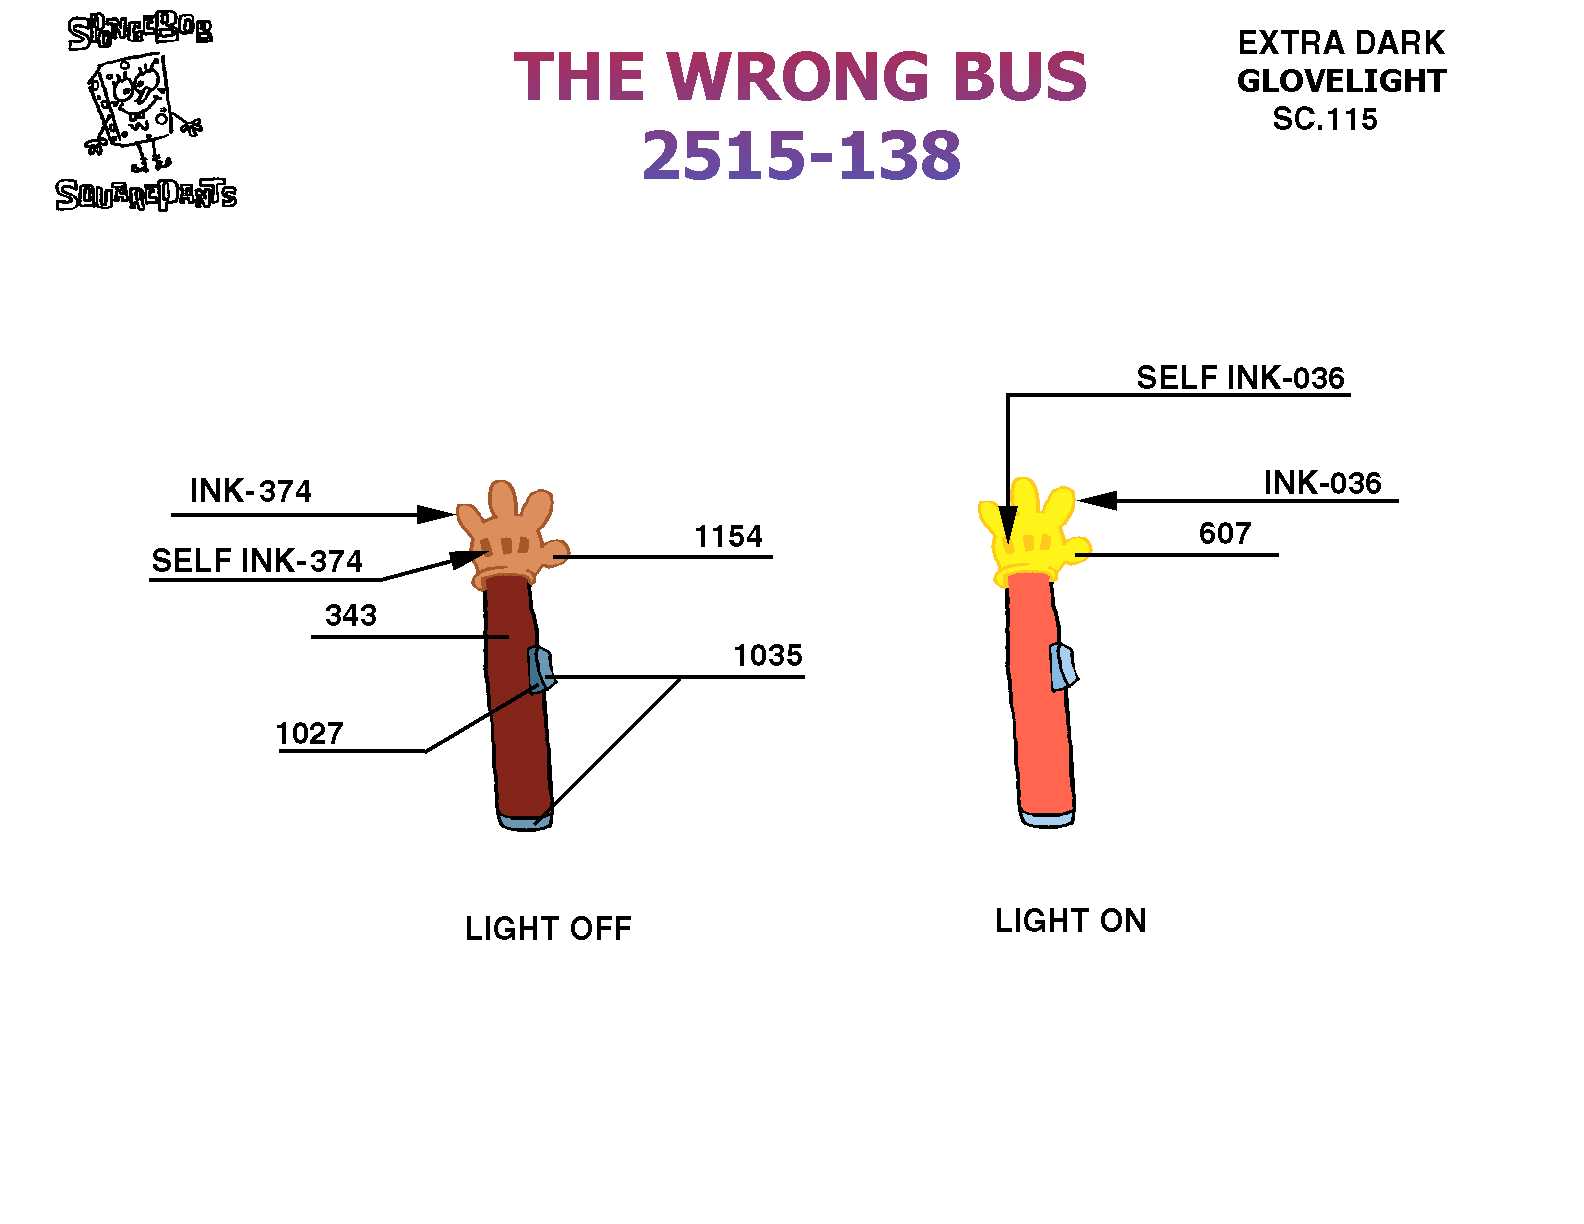 SPONGEBOB
SQUAREPANTS
THE WRONG BUS
2515-138
EXTRA DARK
GLOVELIGHT
SC.115
INK-374
SELF INK-374
343
1027
1154
1035
LIGHT OFF
SELF INK-036
INK-036
607
LIGHT ON